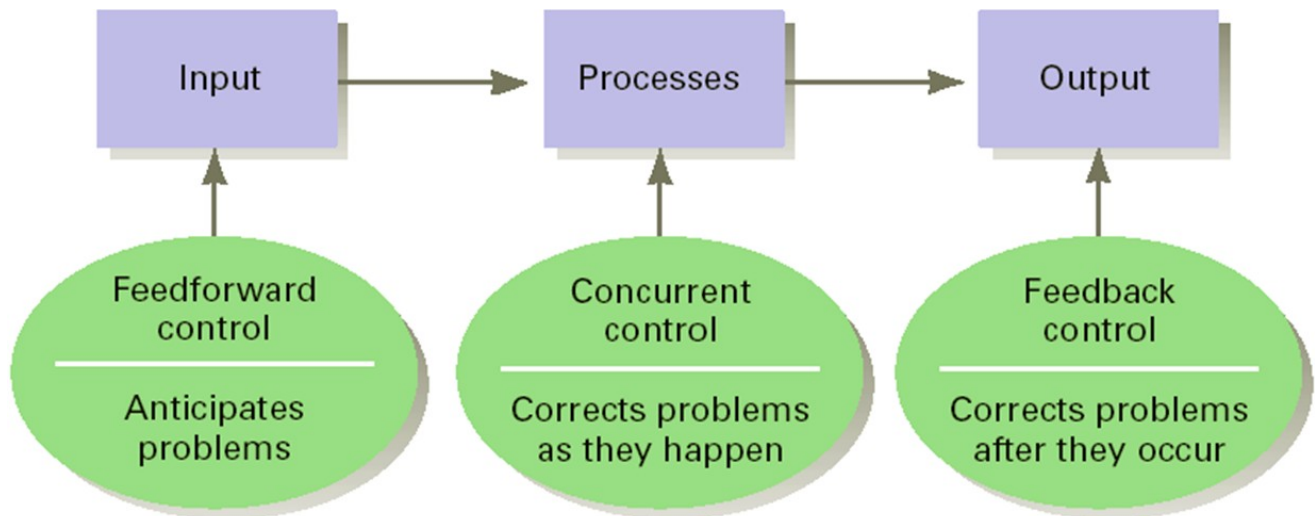 Input
Processes
Output
Feedforward
control
Anticipates
problems
Concurrent
control
Corrects problems
as they happen
Feedback
control
Corrects problems
after they occur